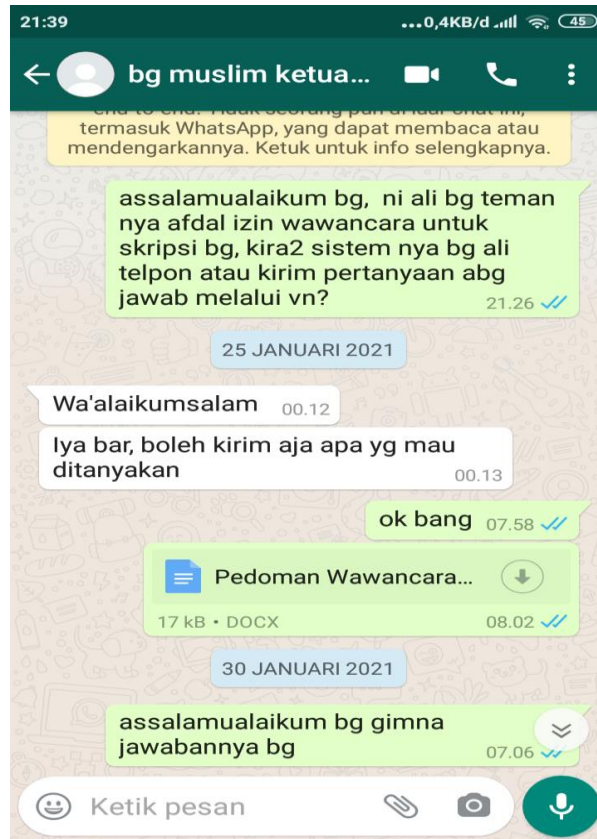 21:39
...0,4KB/d
45
bg muslim ketua...
termasuk WhatsApp, yang dapat membaca atau
mendengarkannya. Ketuk untuk info selengkapnya.
assalamualaikum bg, ni ali bg teman
nya afdal izin wawancara untuk
skripsi bg, kira2 sistem nya bg ali
telpon atau kirim pertanyaan abg
jawab melalui vn?
21.26
25 JANUARI 2021
Wa'alaikumsalam 00.12
Iya bar, boleh kirim aja apa yg mau
ditanyakan
00.13
ok bang 07.58
Pedoman Wawancara...
17 kB • DOCX
08.02
30 JANUARI 2021
assalamualaikum bg gimna
jawabannya bg
07.06
Ketik pesan